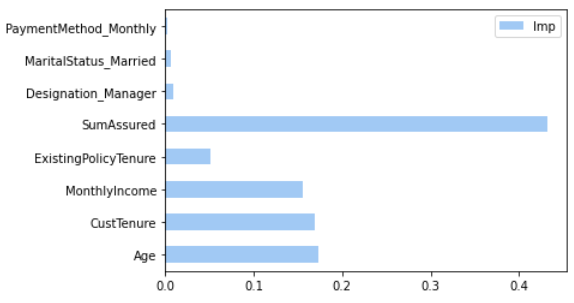 PaymentMethod_Monthly
MaritalStatus_Married
Designation_Manager
SumAssured
ExistingPolicyTenure
MonthlyIncome
CustTenure
Age
Imp
0.0 0.1 0.2 0.3 0.4